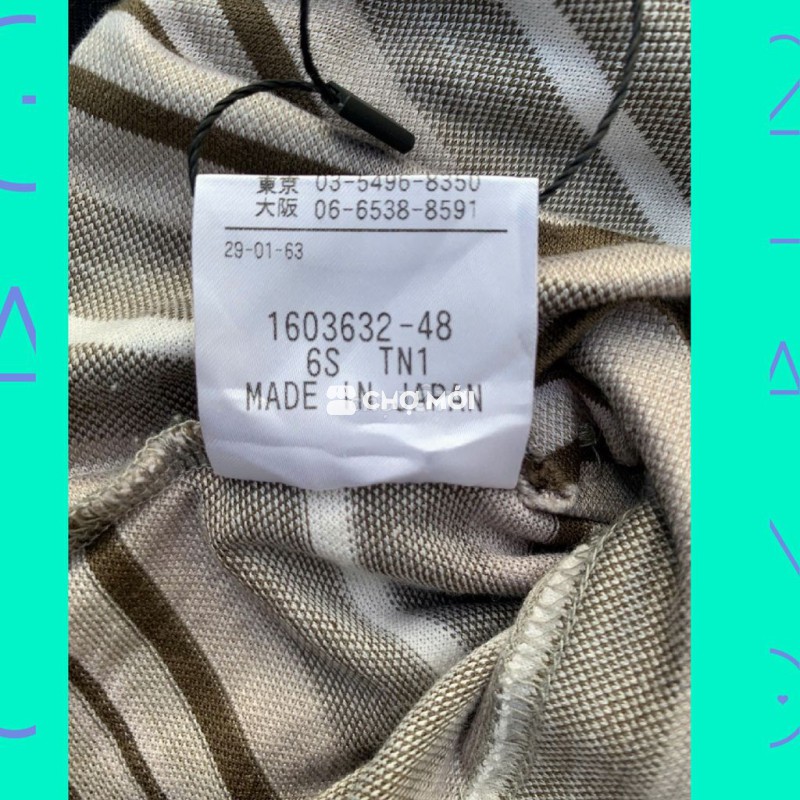 東京 03-5496-8350
大阪 06-6538-8591
29-01-63
1603632-48
6S TN1
MADE IN JAPAN
CHỢ MỚI